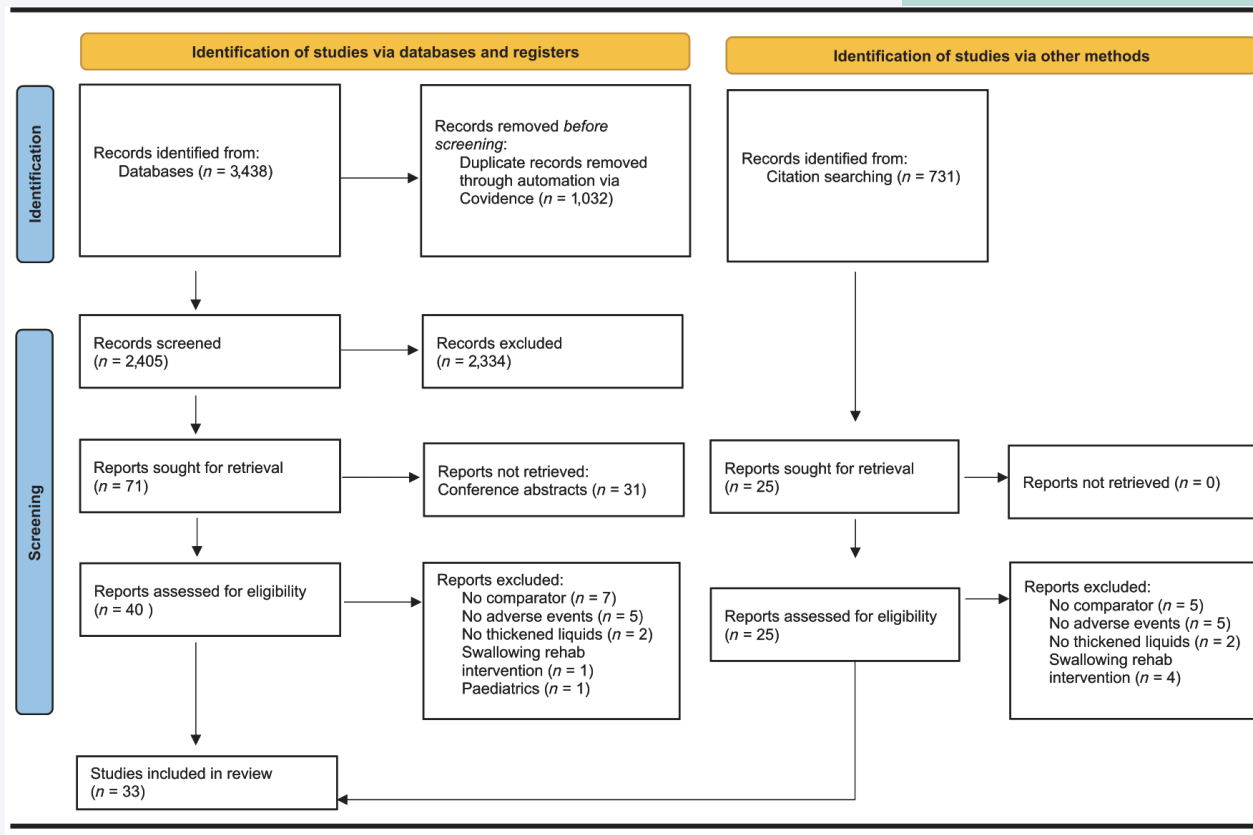 Identification of studies via databases and registers
Identification of studies via other methods
Identification
Records identified from:
Databases (n = 3,438)
Records removed before
screening:
Duplicate records removed
through automation via
Covidence (n = 1,032)
Records identified from:
Citation searching (n = 731)
Screening
Records screened
(n = 2,405)
Records excluded
(n = 2,334)
Reports sought for retrieval
(n = 71)
Reports not retrieved:
Conference abstracts (n = 31)
Reports sought for retrieval
(n = 25)
Reports not retrieved (n = 0)
Reports assessed for eligibility
(n = 40 )
Reports excluded:
No comparator (n = 7)
No adverse events (n = 5)
No thickened liquids (n = 2)
Swallowing rehab
intervention (n = 1)
Paediatrics (n = 1)
Reports assessed for eligibility
(n = 25)
Reports excluded:
No comparator (n = 5)
No adverse events (n = 5)
No thickened liquids (n = 2)
Swallowing rehab
intervention (n = 4)
Studies included in review
(n = 33)